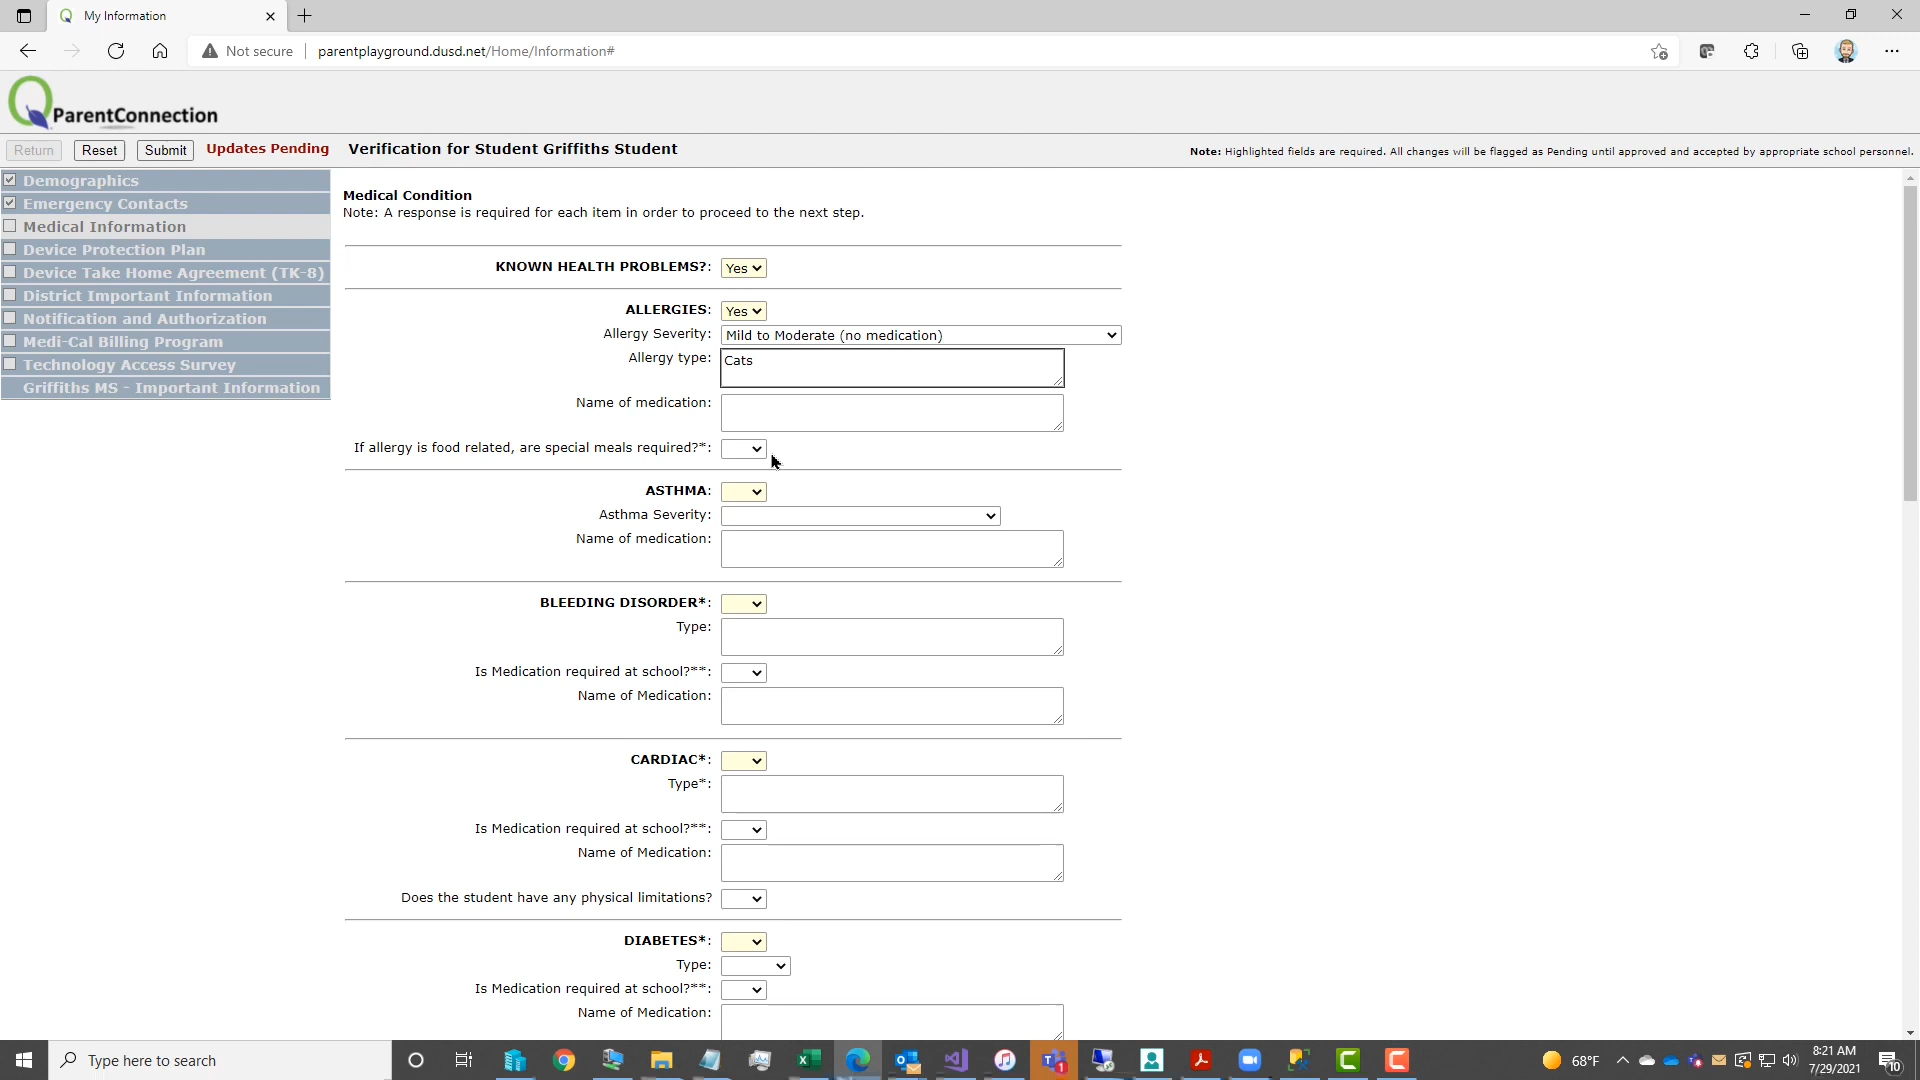 My Information
Not secure
parentplayground.dusd.net/Home/Information#
ParentConnection
Return Reset Submit Updates Pending Verification for Student Griffiths Student Note: Highlighted fields are required. All changes will be flagged as Pending until approved and accepted by appropriate school personnel.
Demographics
Emergency Contacts
Medical Information
Device Protection Plan
Device Take Home Agreement (TK-8)
District Important Information
Notification and Authorization
Medi-Cal Billing Program
Technology Access Survey
Griffiths MS - Important Information
Medical Condition
Note: A response is required for each item in order to proceed to the next step.
KNOWN HEALTH PROBLEMS?: Yes
ALLERGIES: Yes
Allergy Severity: Mild to Moderate (no medication)
Allergy type: Cats
Name of medication:
If allergy is food related, are special meals required?*:
ASTHMA:
Asthma Severity:
Name of medication:
BLEEDING DISORDER*:
Type:
Is Medication required at school?**:
Name of Medication:
CARDIAC*:
Type*:
Is Medication required at school?**:
Name of Medication:
Does the student have any physical limitations?
DIABETES*:
Type:
Is Medication required at school?**:
Name of Medication:
Type here to search
68°F
8:21 AM
7/29/2021
10
1